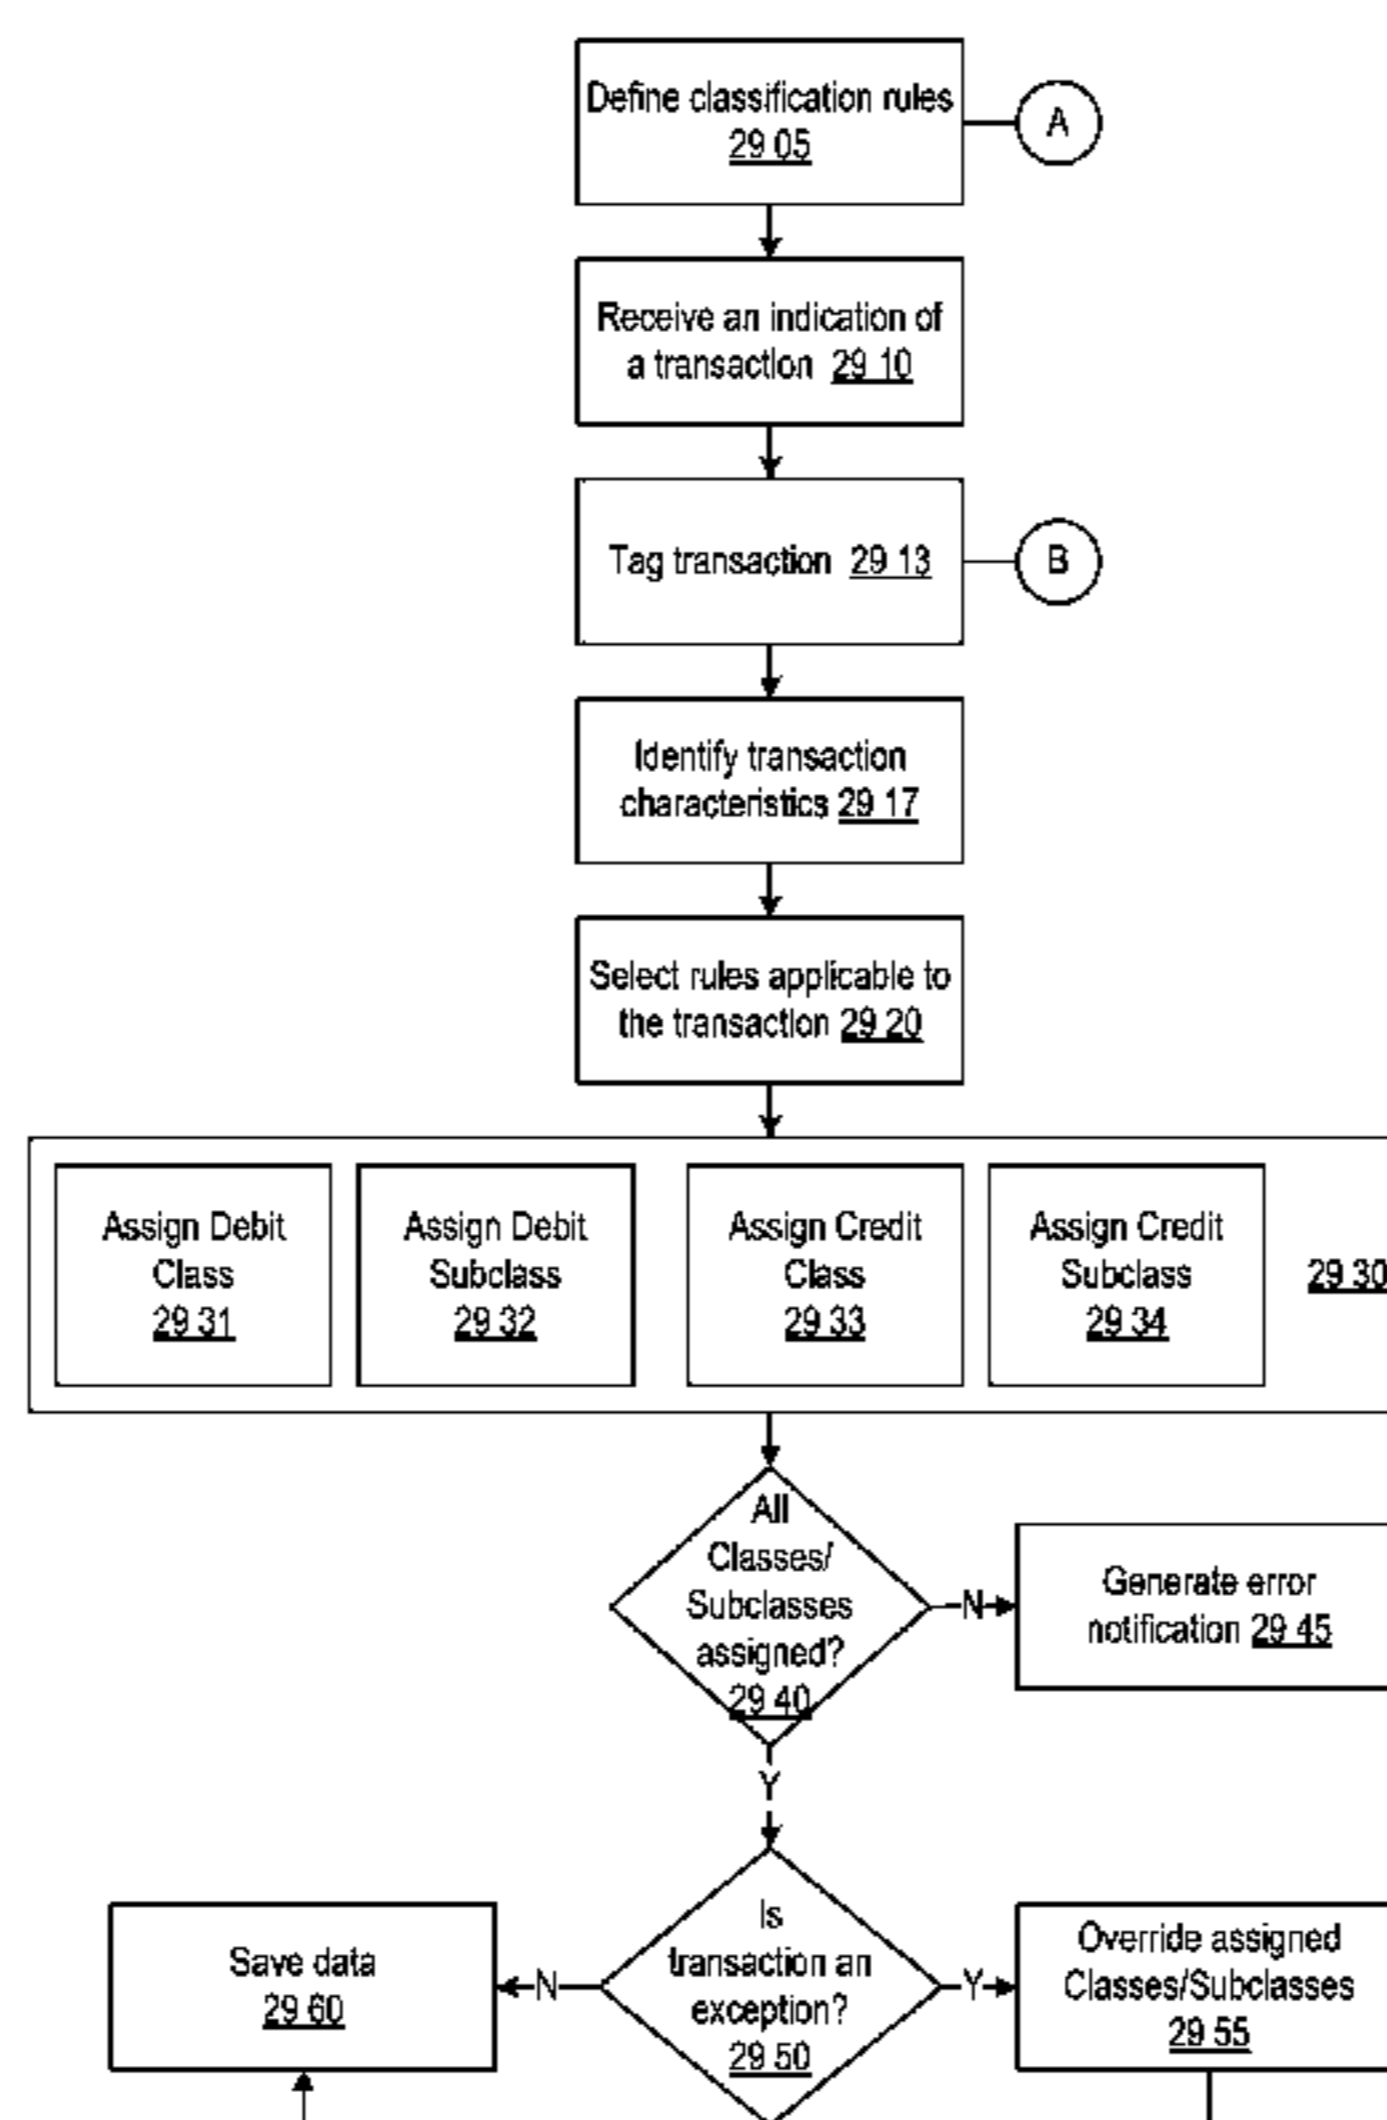 Define classification rules
29 05
A
Receive an indication of
a transaction 29 10
Tag transaction 29 13
B
Identify transaction
characteristics 29 17
Select rules applicable to
the transaction 29 20
Assign Debit
Class
29 31
Assign Debit
Subclass
29 32
Assign Credit
Class
29 33
Assign Credit
Subclass
29 34
29 30
All
Classes/
Subclasses
assigned?
29 40
N
Generate error
notification 29 45
Y
Is
transaction an
exception?
29 50
N
Save data
29 60
Y
Override assigned
Classes/Subclasses
29 55